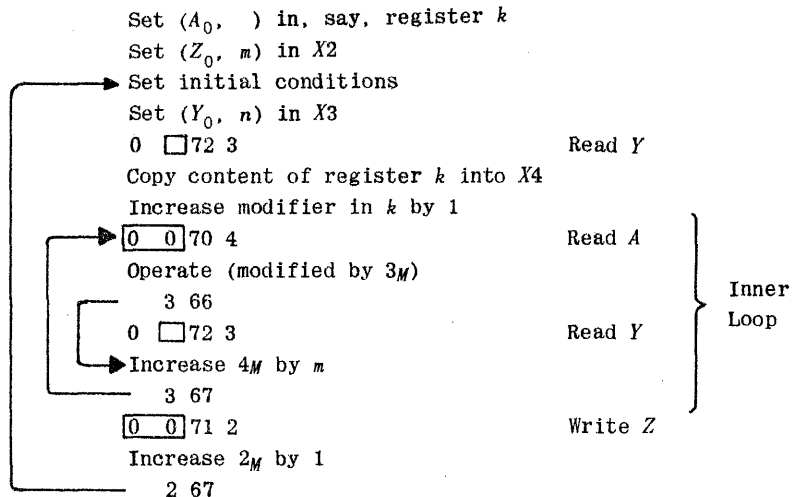 Set (A₀,  ) in, say, register k
Set (Z₀, m) in X2
Set initial conditions
Set (Y₀, n) in X3
0 □72 3 Read Y
Copy content of register k into X4
Increase modifier in k by 1
0 0 70 4 Read A
Operate (modified by 3M)
3 66
0 □72 3 Read Y
Increase 4M by m
3 67
0 0 71 2 Write Z
Increase 2M by 1
2 67
Inner
Loop